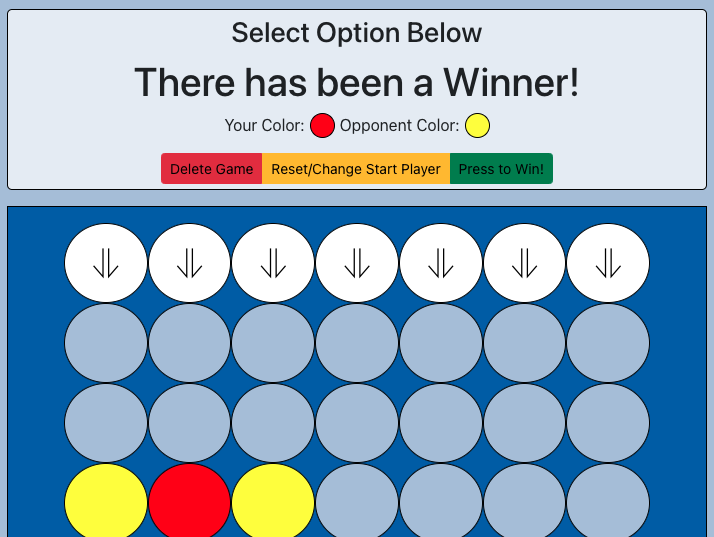 Select Option Below
There has been a Winner!
Your Color: Opponent Color:
Delete Game Reset/Change Start Player Press to Win!